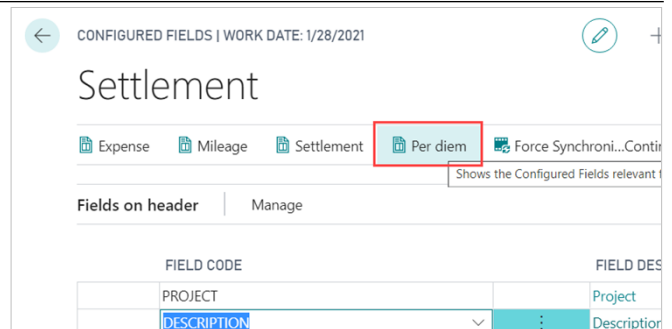 CONFIGURED FIELDS | WORK DATE: 1/28/2021
Settlement
Expense Mileage Settlement Per diem Force Synchroni...Contin
Shows the Configured Fields relevant t
Fields on header Manage
FIELD CODE FIELD DES
PROJECT Project
DESCRIPTION Description